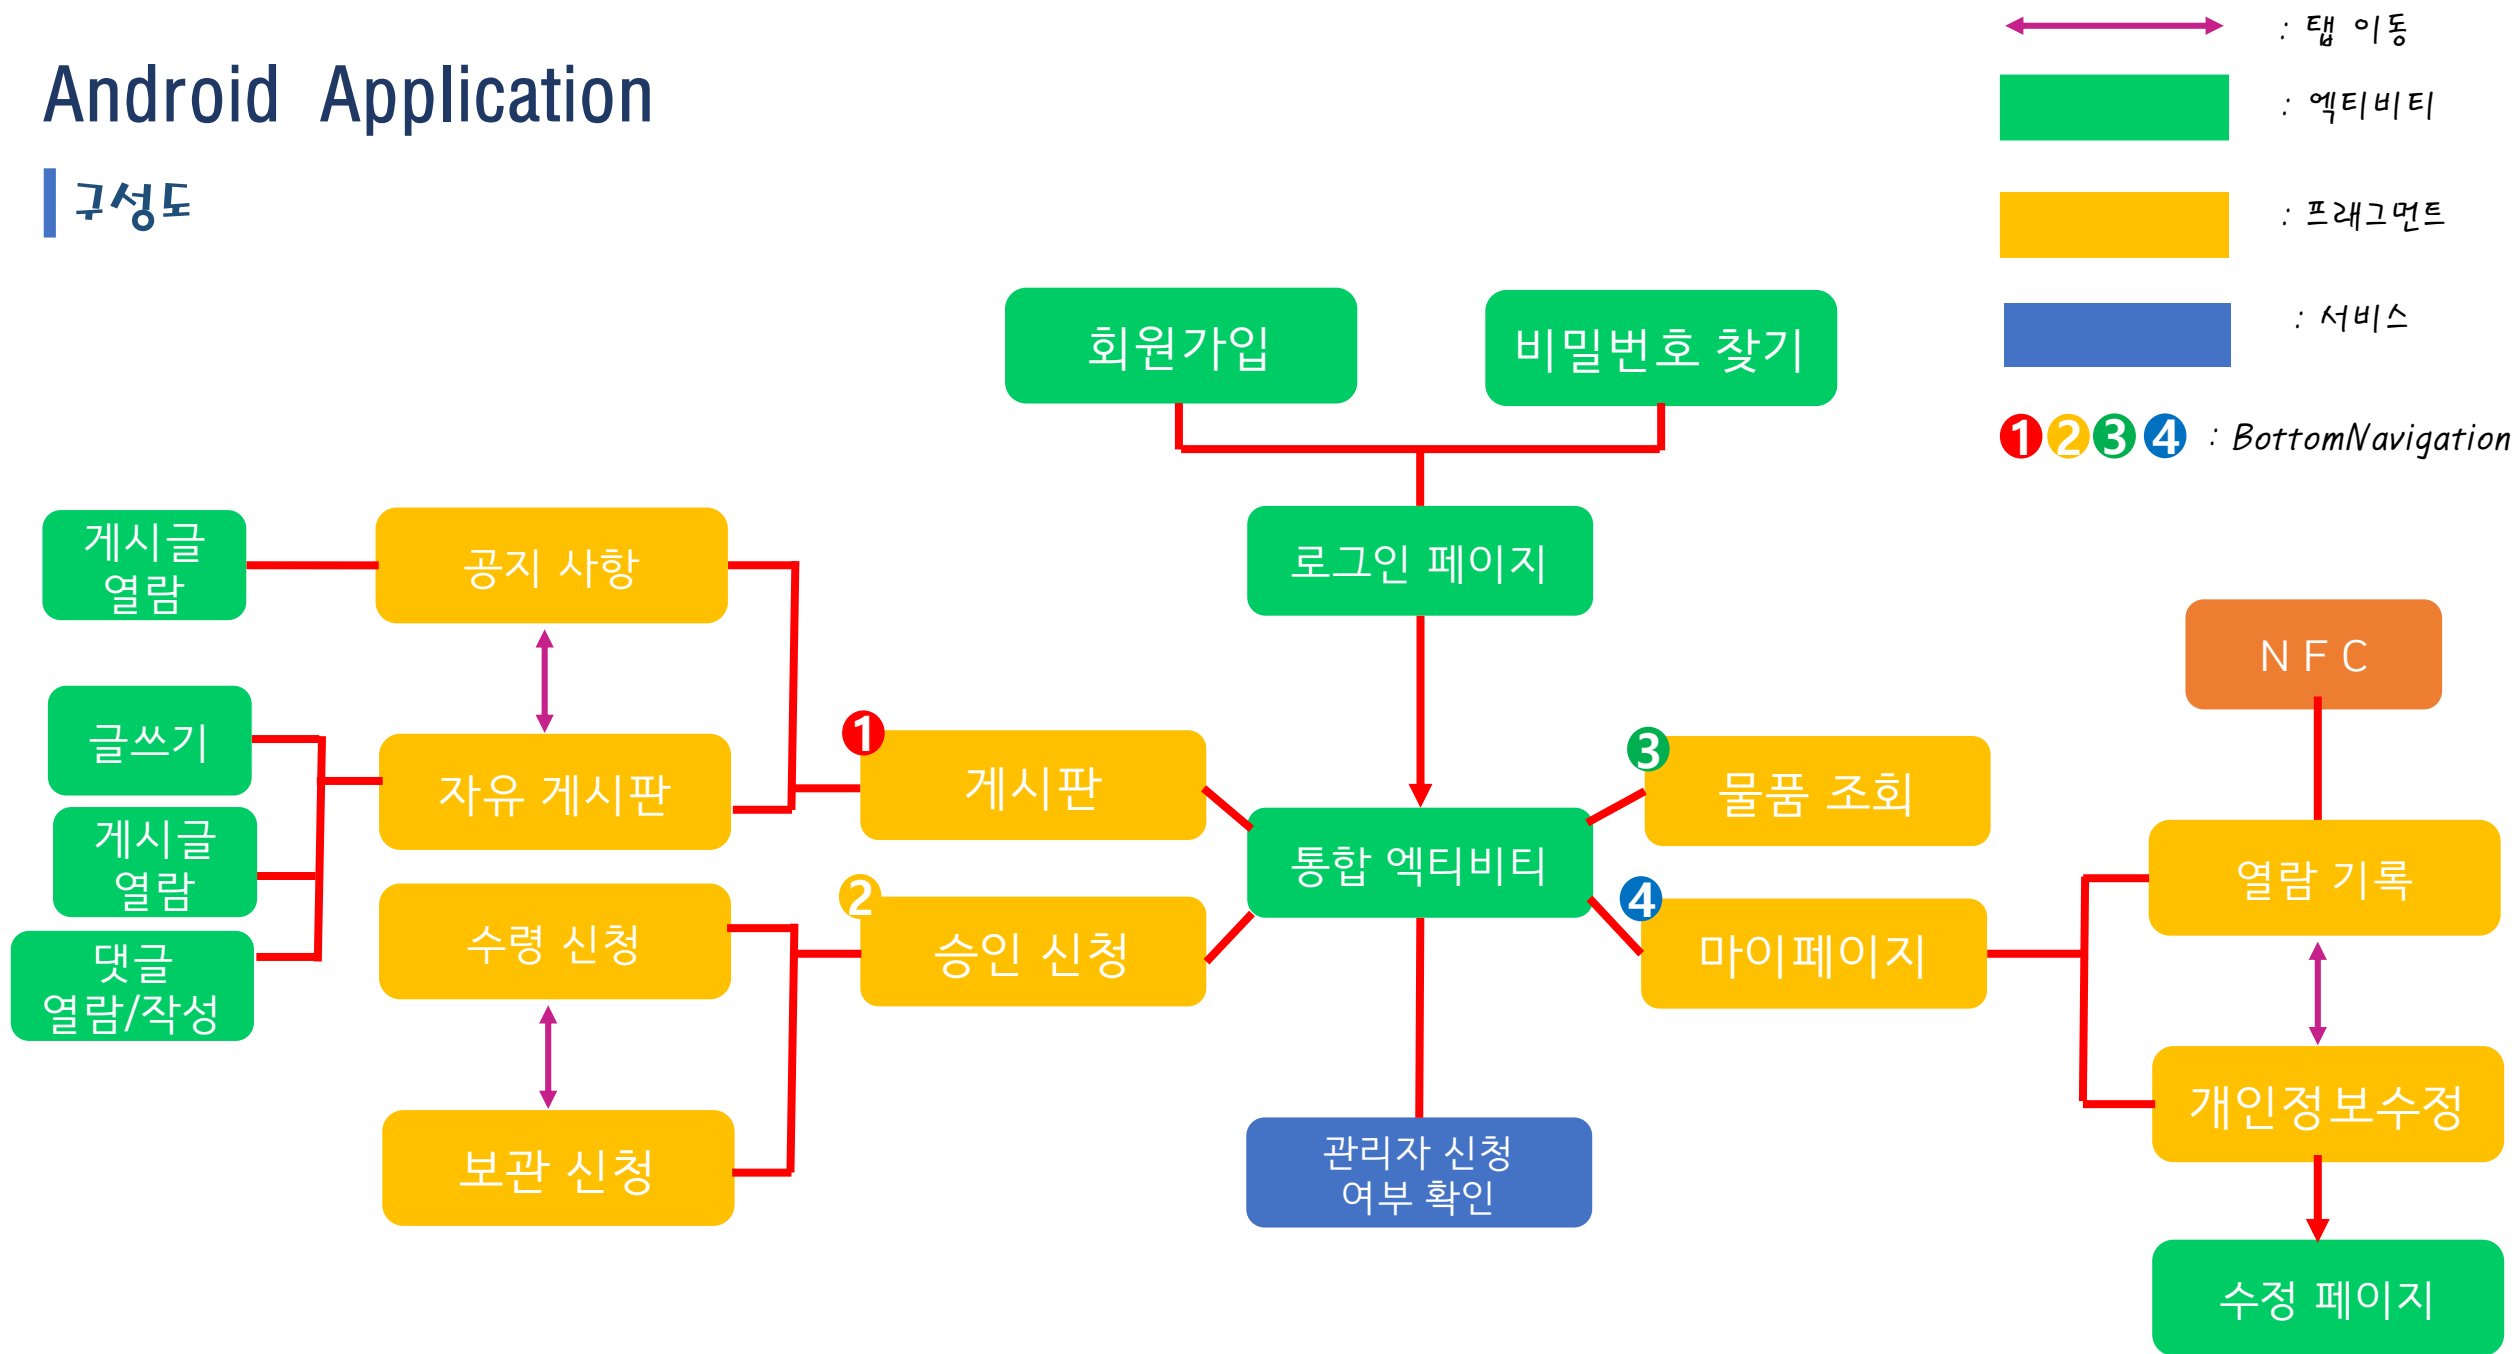 Android Application
구성도
: 탭 이동
: 엑티비티
: 프래그먼트
: 서비스
1 2 3 4 : BottomNavigation
회원가입
비밀번호 찾기
로그인 페이지
게시글
열람
공지 사항
글쓰기
자유 게시판
게시글
열람
댓글
열람/작성
수령 신청
보관 신청
1
게시판
2
승인 신청
통합 엑티비티
관리자 신청
여부 확인
3
물품 조회
4
마이페이지
NFC
열람 기록
개인정보수정
수정 페이지